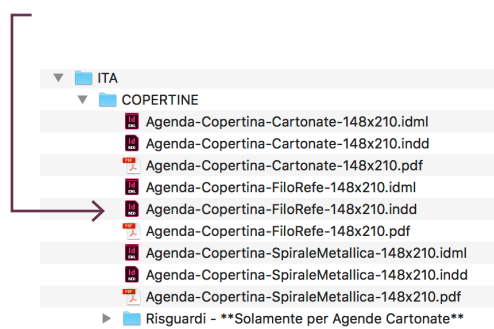 ITA
COPERTINE
Agenda-Copertina-Cartonate-148x210.idml
Agenda-Copertina-Cartonate-148x210.indd
Agenda-Copertina-Cartonate-148x210.pdf
Agenda-Copertina-FiloRefe-148x210.idml
Agenda-Copertina-FiloRefe-148x210.indd
Agenda-Copertina-FiloRefe-148x210.pdf
Agenda-Copertina-SpiraleMetallica-148x210.idml
Agenda-Copertina-SpiraleMetallica-148x210.indd
Agenda-Copertina-SpiraleMetallica-148x210.pdf
Risguardi - **Solamente per Agende Cartonate**